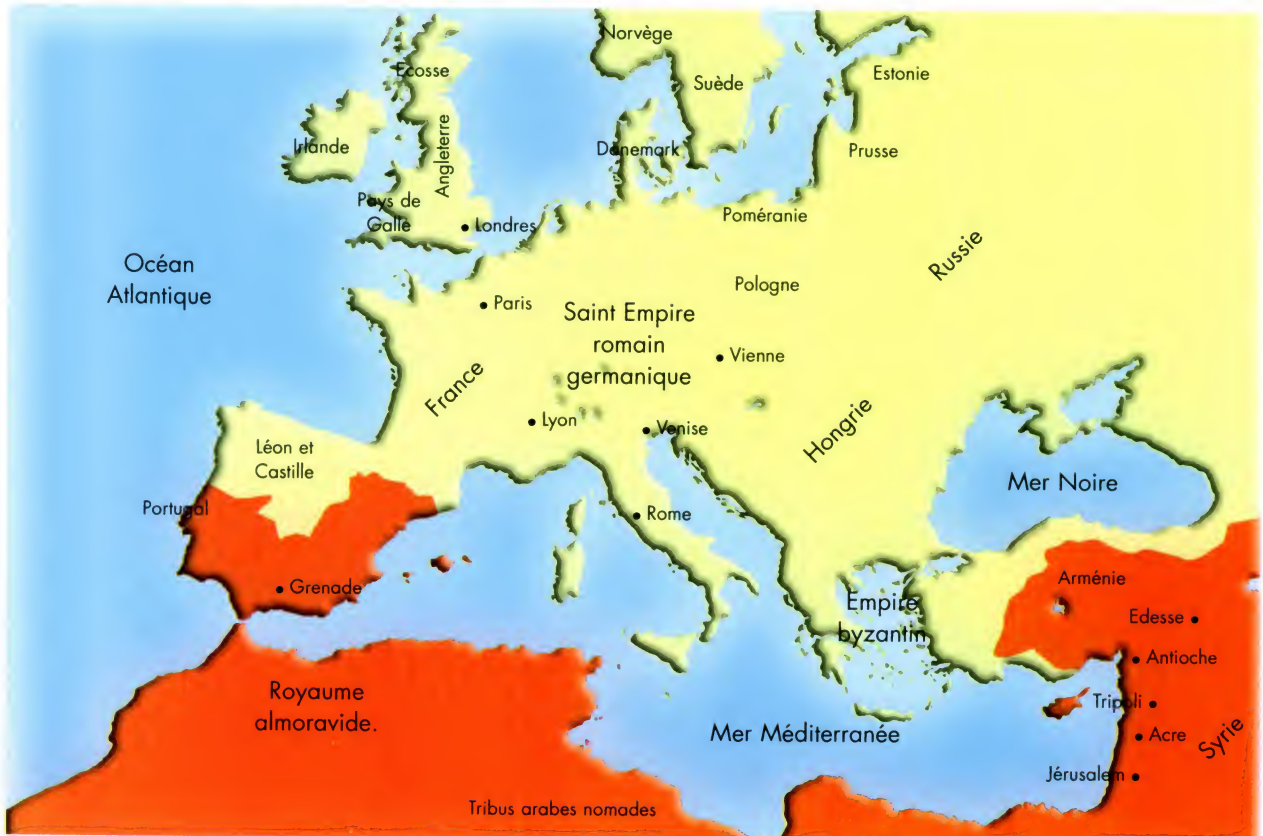 Norvège
Suède
Estonie
Ecosse
Irlande
Angleterre
Danemark
Prusse
Pays de
Galle
Londres
Poméranie
Russie
Océan
Atlantique
Pologne
Paris
Saint Empire
romain
germanique
Vienne
France
Lyon
Venise
Hongrie
Léon et
Castille
Mer Noire
Portugal
Rome
Grenade
Arménie
Empire
byzantin
Edesse
Antioche
Royaume
almoravide.
Tripoli
Mer Méditerranée
Acre
Syrie
Jérusalem
Tribus arabes nomades